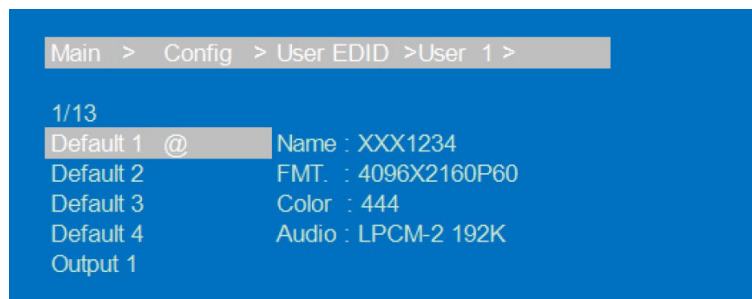 Main > Config > User EDID >User 1 >
1/13
Default 1 @ Name : XXX1234
Default 2 FMT. : 4096X2160P60
Default 3 Color : 444
Default 4 Audio : LPCM-2 192K
Output 1